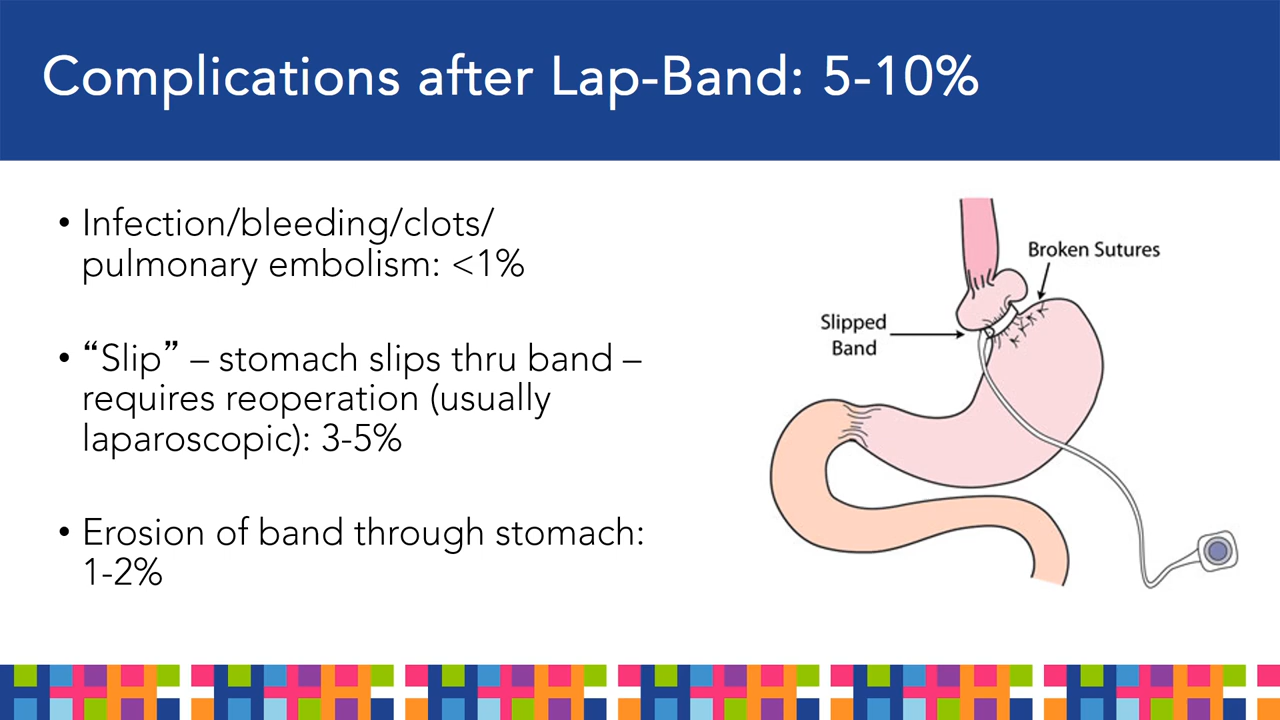 Complications after Lap-Band: 5-10%
• Infection/bleeding/clots/
pulmonary embolism: <1%
• “Slip” – stomach slips thru band –
requires reoperation (usually
laparoscopic): 3-5%
• Erosion of band through stomach:
1-2%
Broken Sutures
Slipped
Band